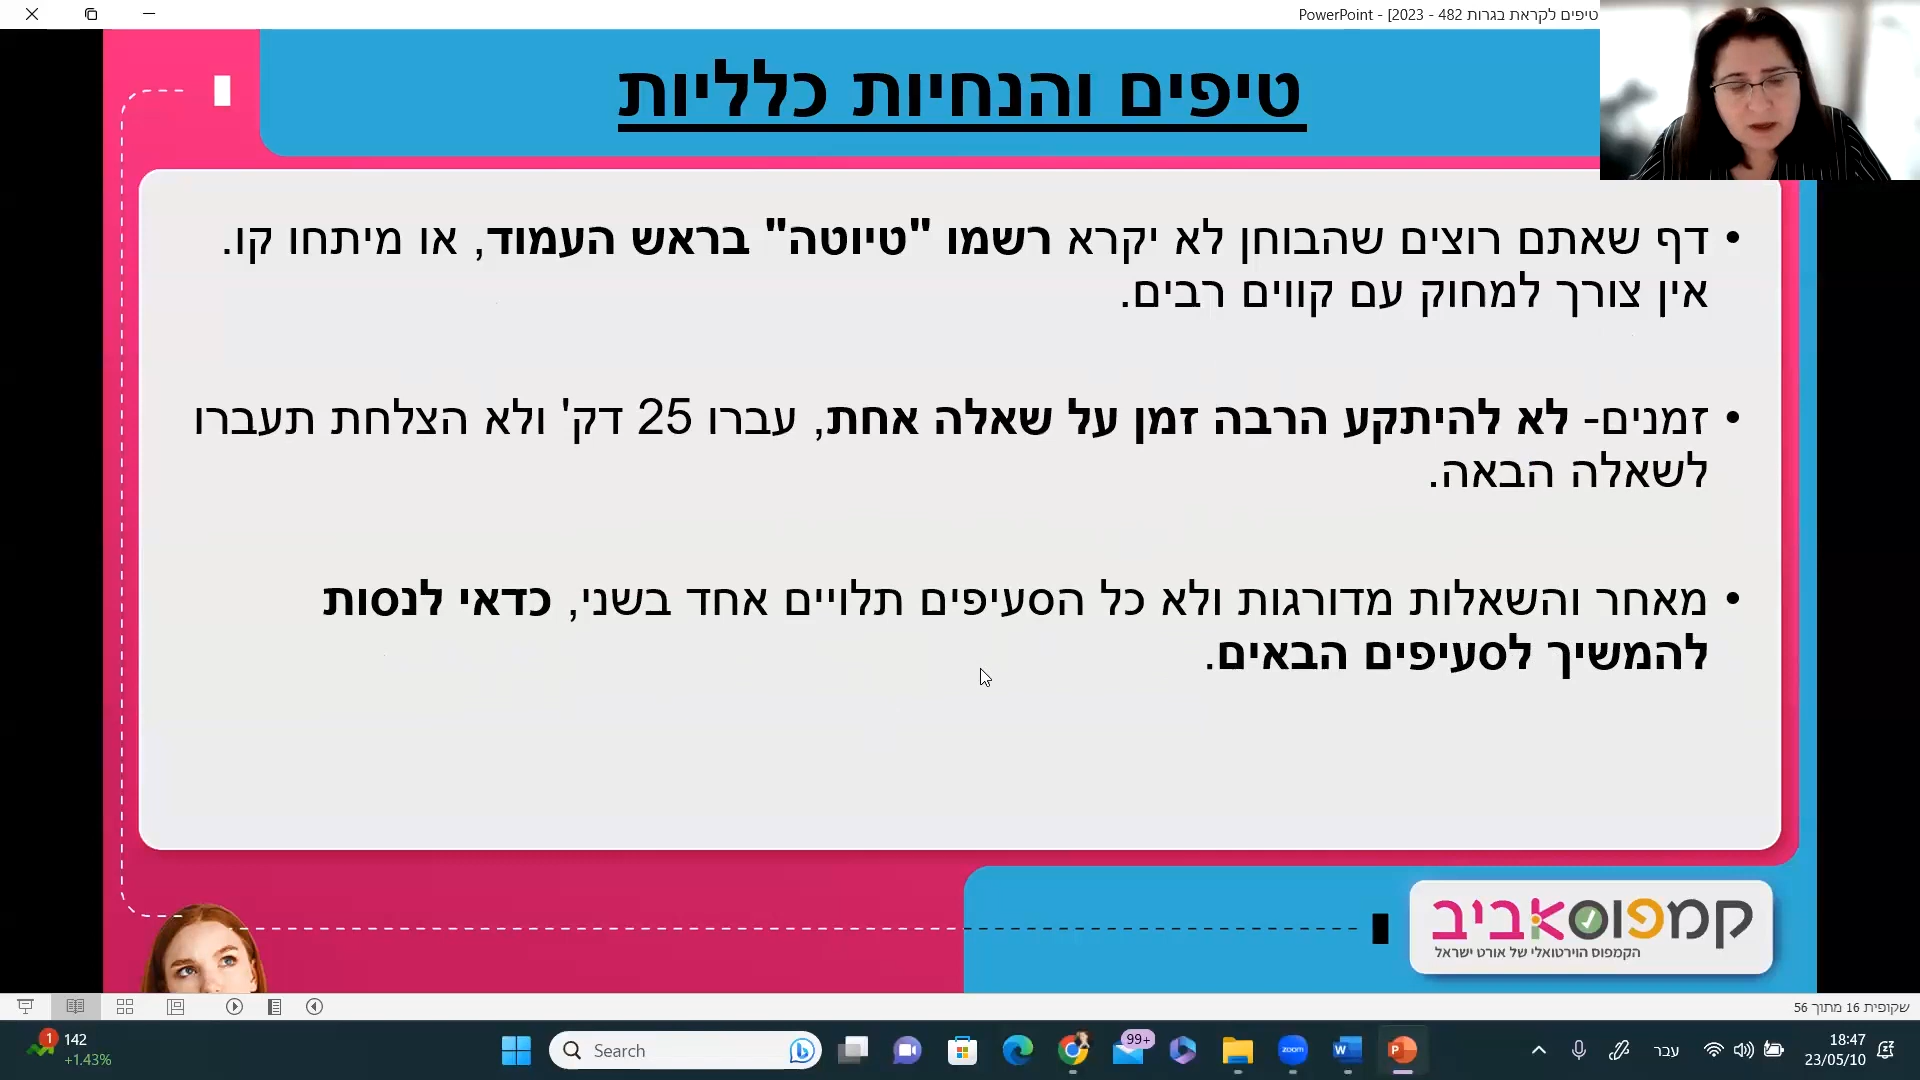 טיפים לקראת בגרות 482 - 2023] - PowerPoint
טיפים והנחיות כלליות
• דף שאתם רוצים שהבוחן לא יקרא רשמו "טיוטה" בראש העמוד, או מיתחו קו.
אין צורך למחוק עם קווים רבים.
• זמנים- לא להיתקע הרבה זמן על שאלה אחת, עברו 25 דק' ולא הצלחת תעברו
לשאלה הבאה.
• מאחר והשאלות מדורגות ולא כל הסעיפים תלויים אחד בשני, כדאי לנסות
להמשיך לסעיפים הבאים.
קמפוס אביב
הקמפוס הוירטואלי של אורט ישראל
שקופית 16 מתוך 56
1
142
+1.43%
Search
99+
zoom
W
P
עבר
18:47
23/05/10